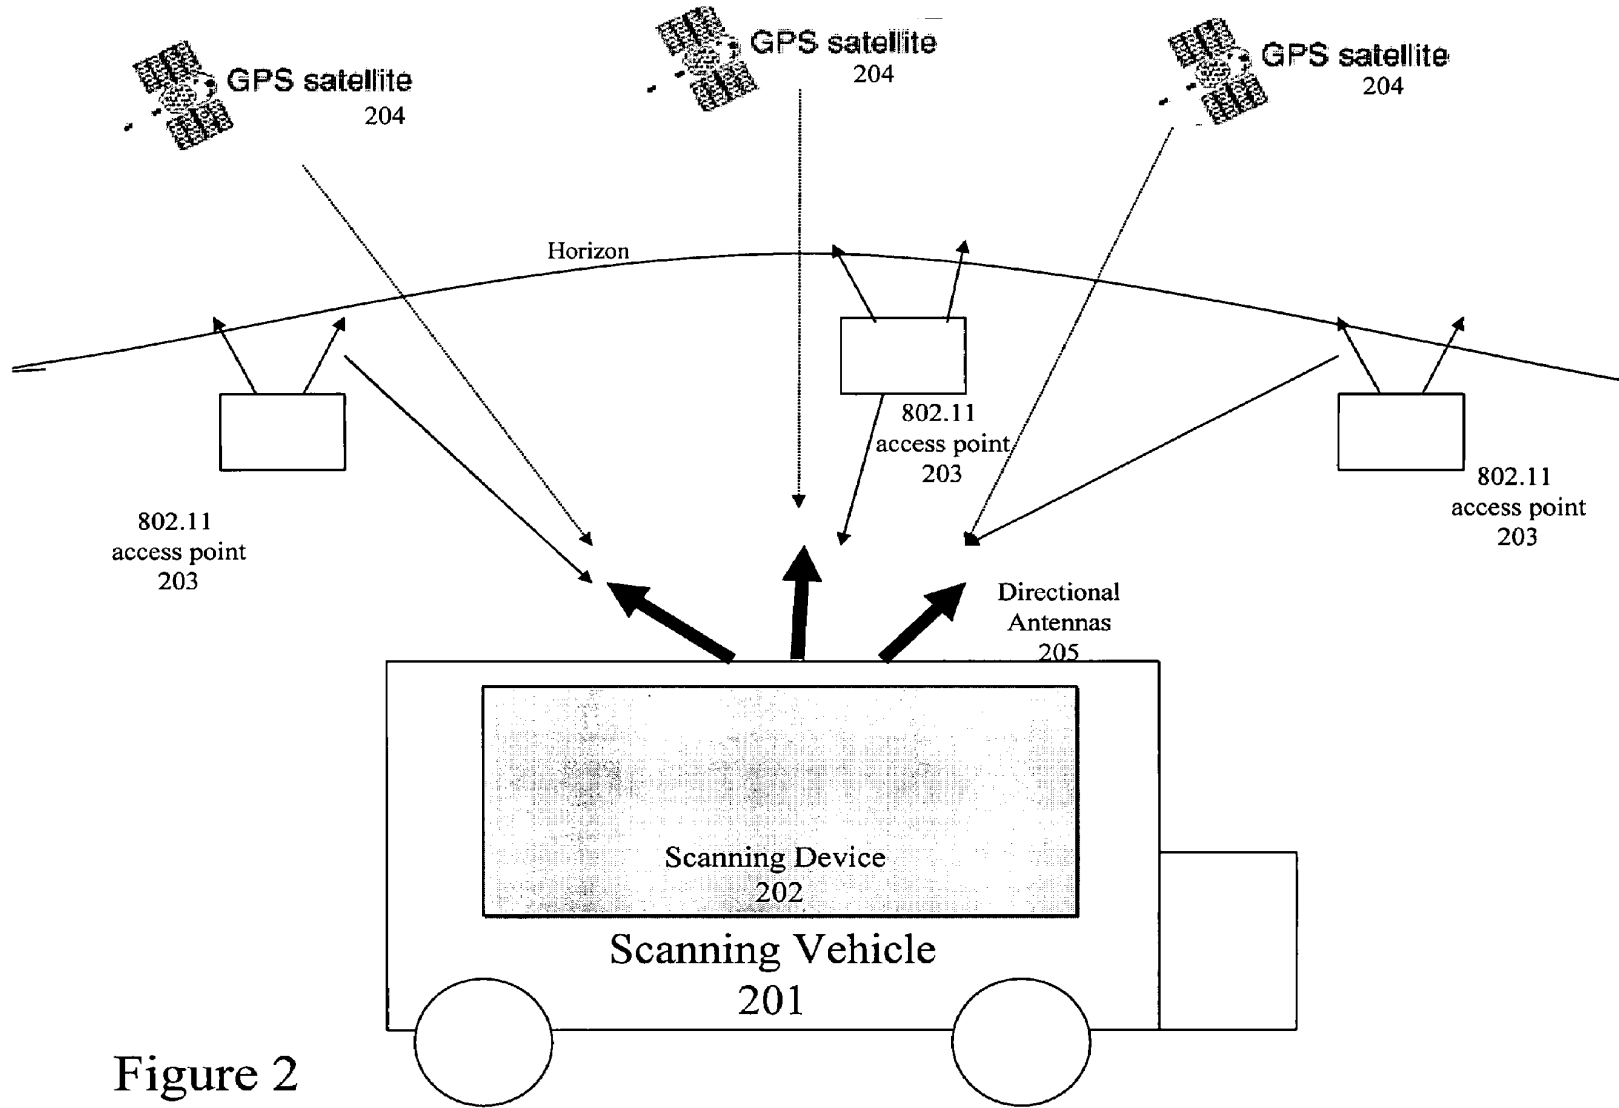 GPS satellite
204
GPS satellite
204
GPS satellite
204
Horizon
802.11
access point
203
802.11
access point
203
802.11
access point
203
Directional
Antennas
205
Scanning Device
202
Scanning Vehicle
201
Figure 2